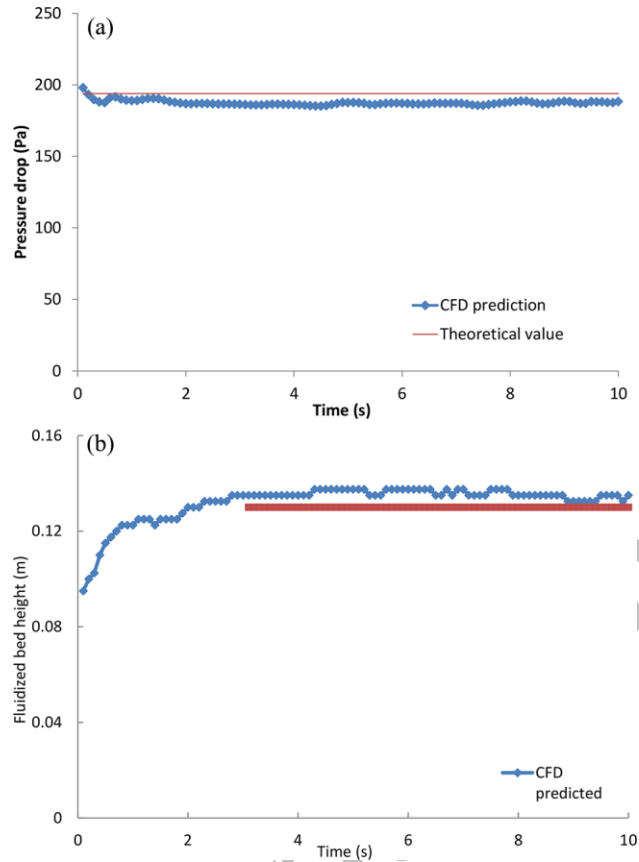 (a)
250
200
150
100
50
0
Pressure drop (Pa)
CFD prediction
Theoretical value
0 2 4 6 8 10
Time (s)
(b)
0.16
0.12
0.08
0.04
0
Fluidized bed height (m)
CFD
predicted
0 2 4 6 8 10
Time (s)